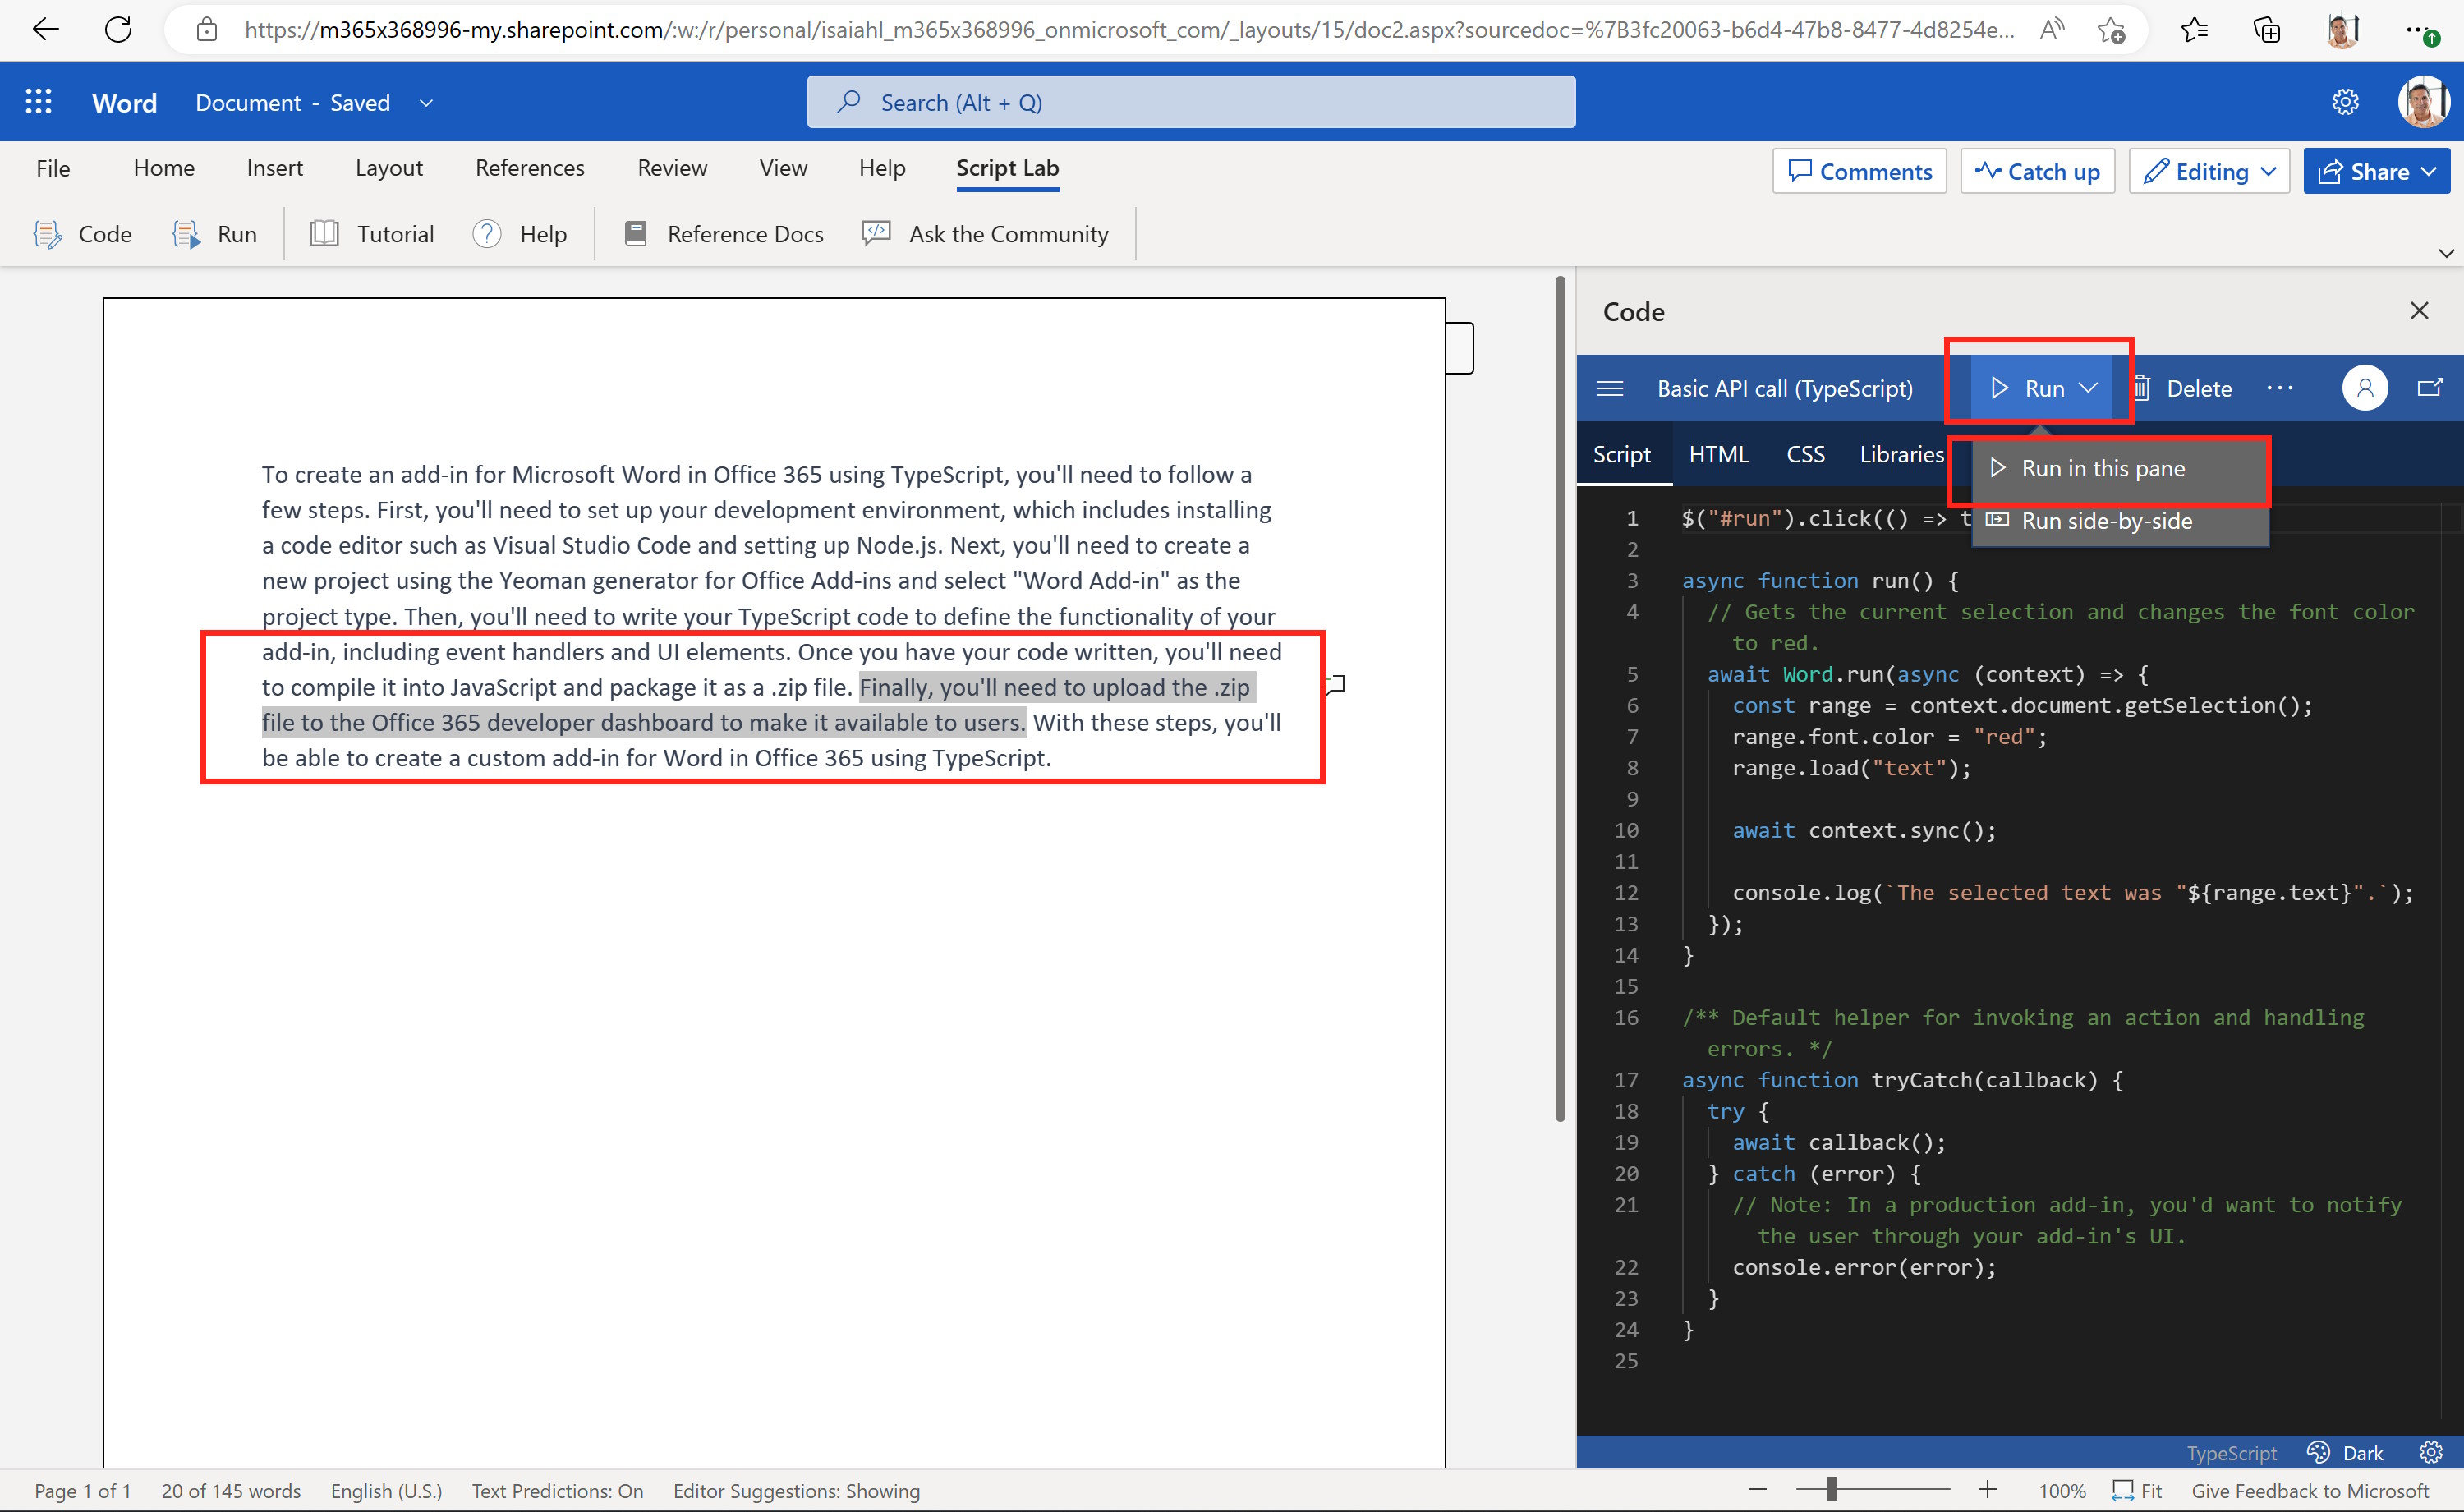 https://m365x368996-my.sharepoint.com/:w:/r/personal/isaiahl_m365x368996_onmicrosoft_com/_layouts/15/doc2.aspx?sourcedoc=%7B3fc20063-b6d4-47b8-8477-4d8254e...
Word Document - Saved Search (Alt + Q)
File Home Insert Layout References Review View Help Script Lab Comments Catch up Editing Share
Code Run Tutorial Help Reference Docs Ask the Community
To create an add-in for Microsoft Word in Office 365 using TypeScript, you'll need to follow a
few steps. First, you'll need to set up your development environment, which includes installing
a code editor such as Visual Studio Code and setting up Node.js. Next, you'll need to create a
new project using the Yeoman generator for Office Add-ins and select "Word Add-in" as the
project type. Then, you'll need to write your TypeScript code to define the functionality of your
add-in, including event handlers and UI elements. Once you have your code written, you'll need
to compile it into JavaScript and package it as a .zip file. Finally, you'll need to upload the .zip
file to the Office 365 developer dashboard to make it available to users. With these steps, you'll
be able to create a custom add-in for Word in Office 365 using TypeScript.
Code
Basic API call (TypeScript) Run Delete
Script HTML CSS Libraries
Run in this pane
Run side-by-side
1 $("#run").click(() => t
2
3 async function run() {
4 // Gets the current selection and changes the font color
to red.
5 await Word.run(async (context) => {
6 const range = context.document.getSelection();
7 range.font.color = "red";
8 range.load("text");
9
10 await context.sync();
11
12 console.log(`The selected text was "${range.text}".`);
13 });
14 }
15
16 /** Default helper for invoking an action and handling
errors. */
17 async function tryCatch(callback) {
18 try {
19 await callback();
20 } catch (error) {
21 // Note: In a production add-in, you'd want to notify
the user through your add-in's UI.
22 console.error(error);
23 }
24 }
25
TypeScript Dark
Page 1 of 1 20 of 145 words English (U.S.) Text Predictions: On Editor Suggestions: Showing 100% Fit Give Feedback to Microsoft